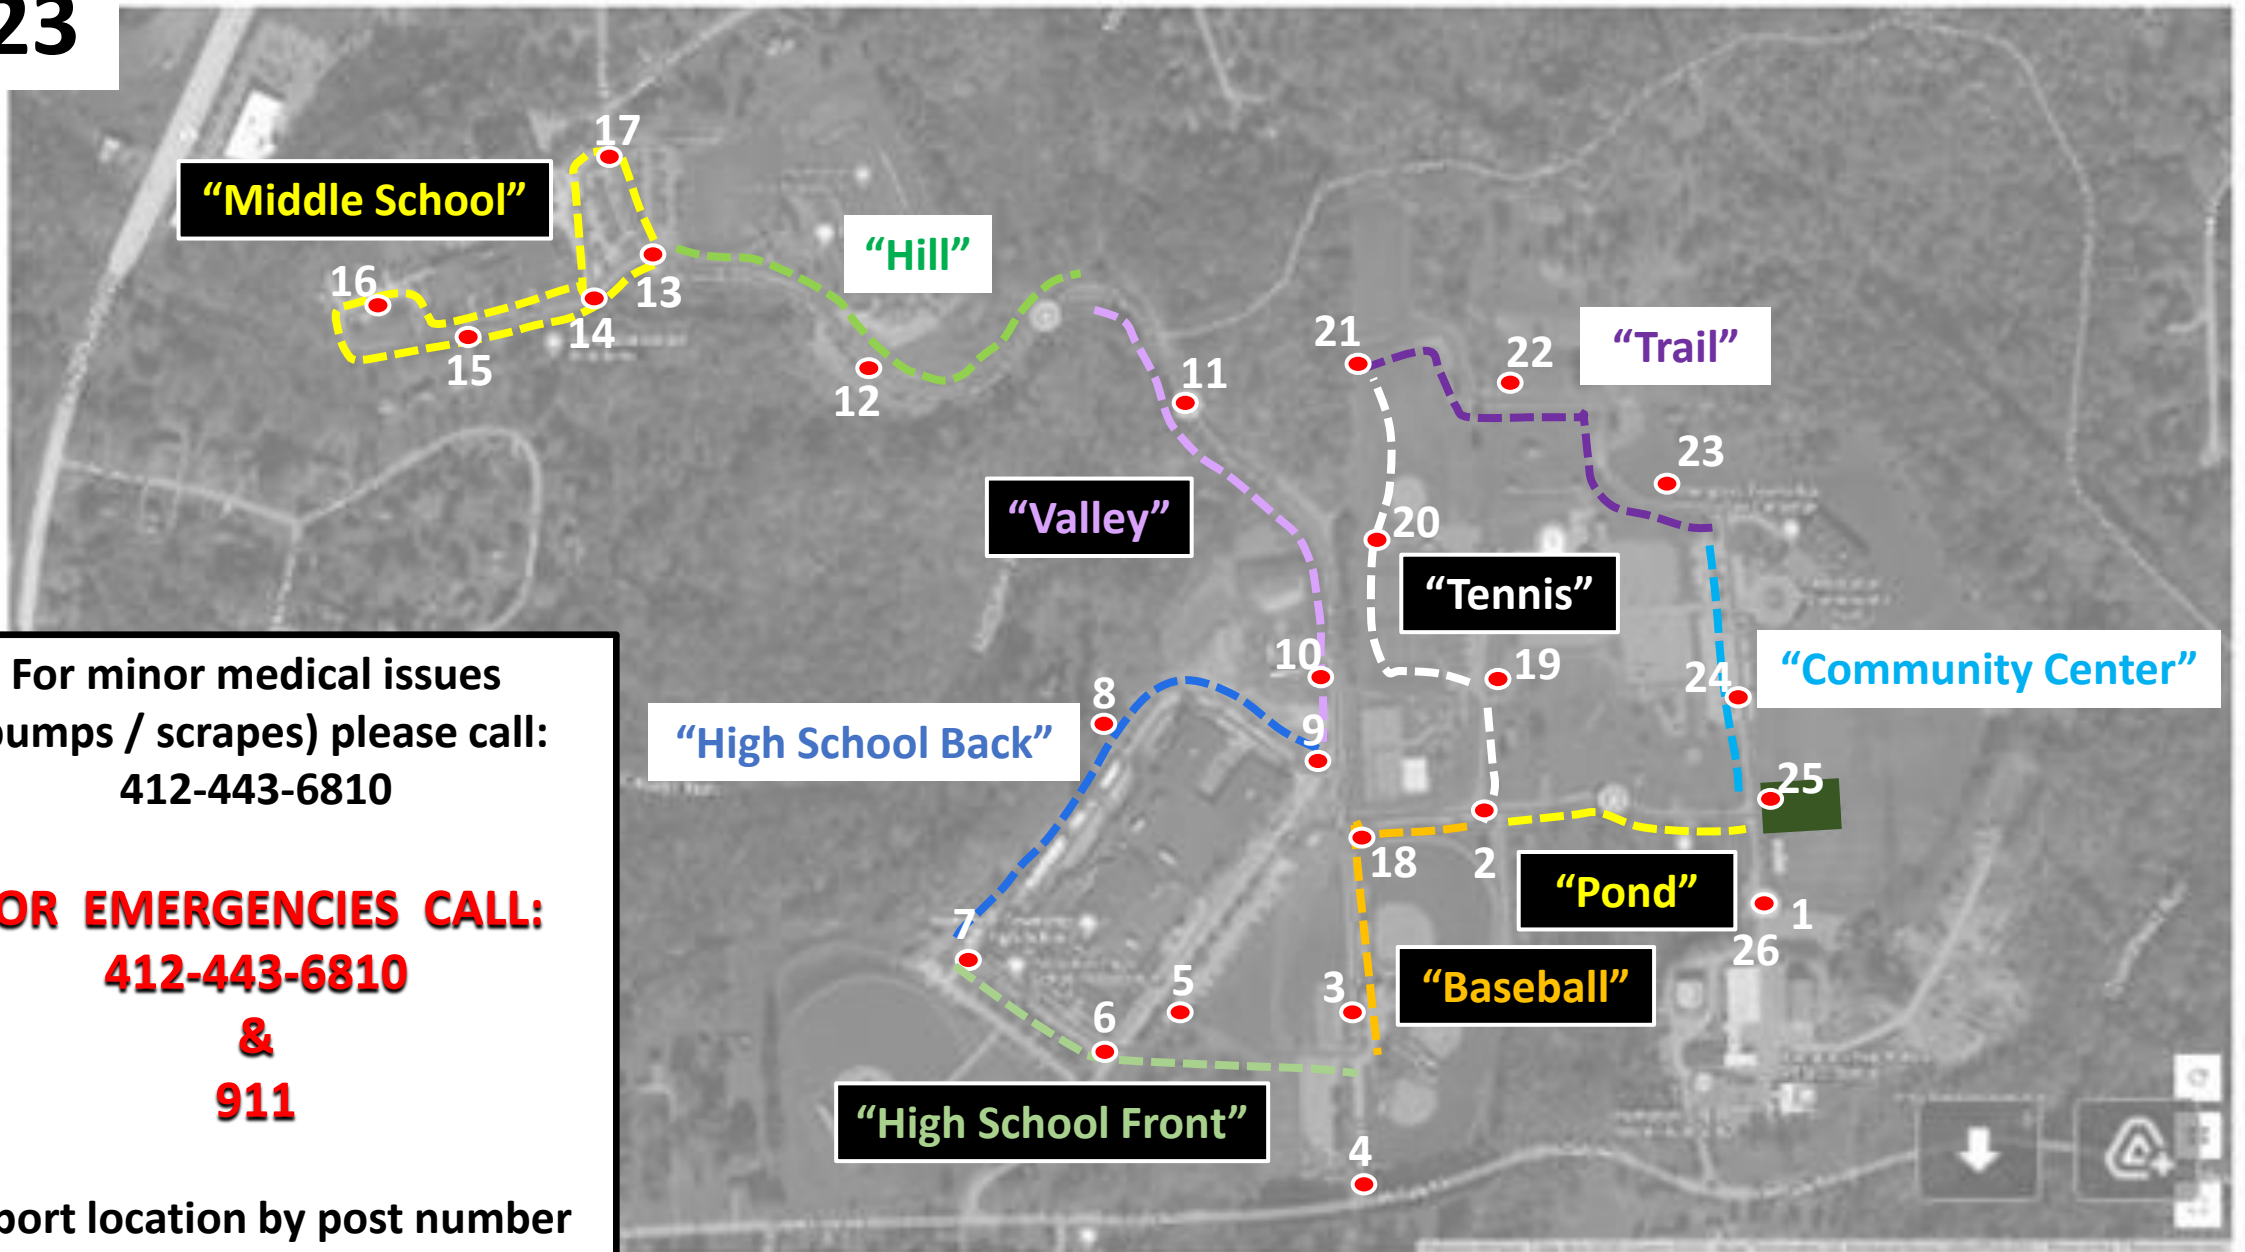 23
17
“Middle School”
“Hill”
16
13
14
15
12
11
21
22
“Trail”
23
“Valley”
20
“Tennis”
10
19
24
“Community Center”
8
“High School Back”
9
25
18
2
“Pond”
1
26
7
5
3
“Baseball”
6
“High School Front”
4
For minor medical issues
/ scrapes) please call:
412-443-6810
EMERGENCIES CALL:
412-443-6810
&
911
location by post number